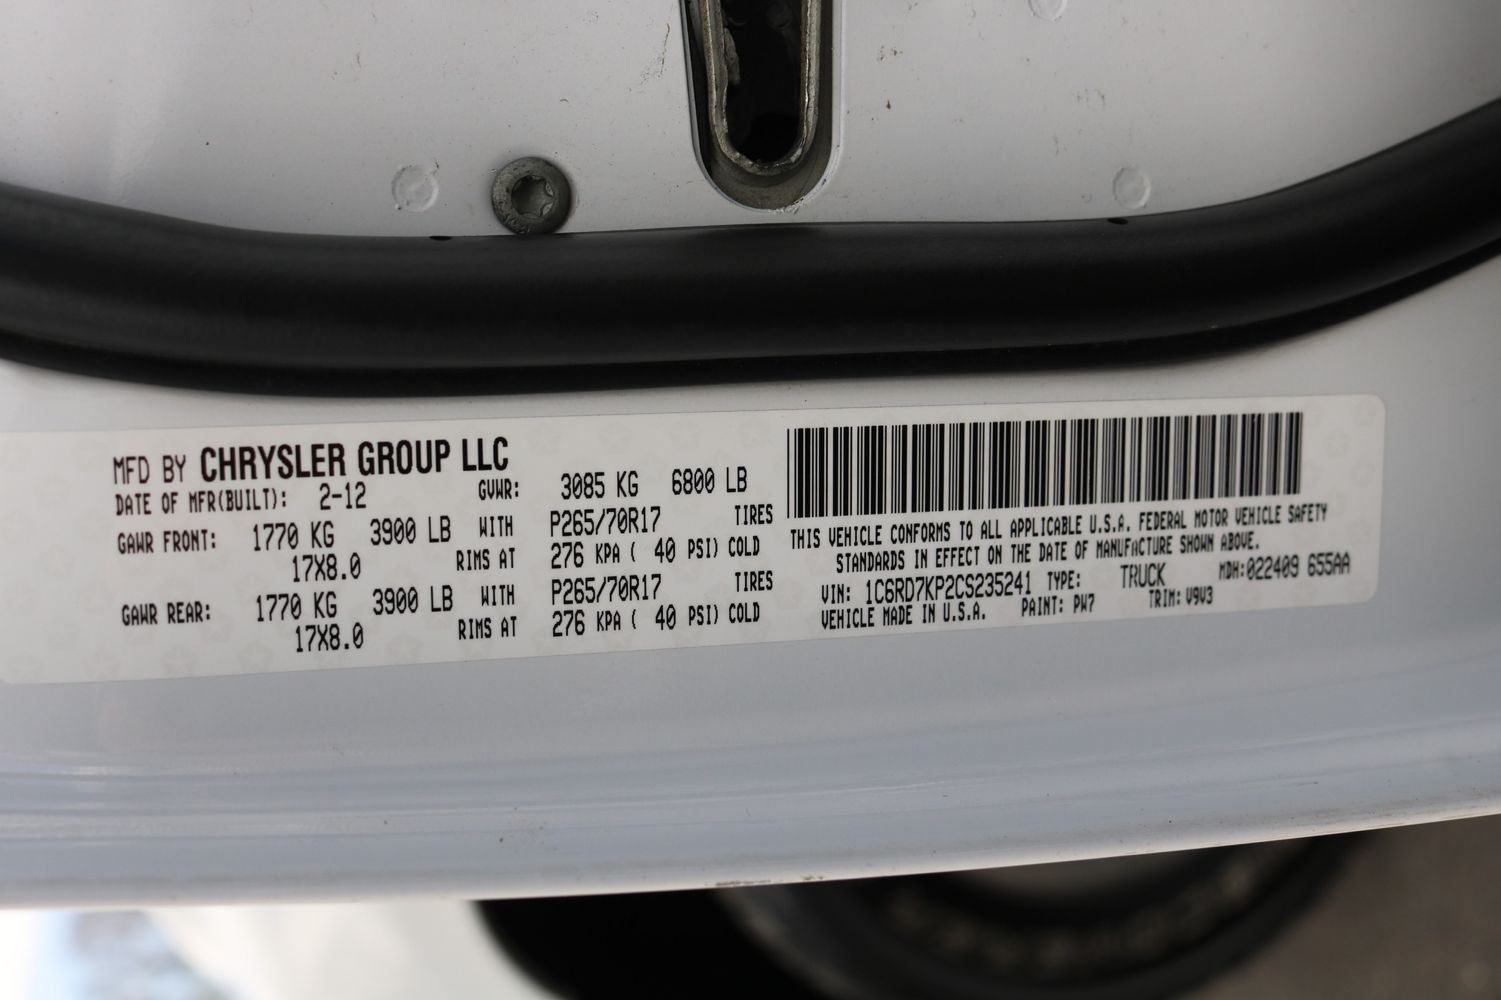 MFD BY CHRYSLER GROUP LLC
DATE OF MFR(BUILT): 2-12 GVWR: 3085 KG 6800 LB
GAWR FRONT: 1770 KG 3900 LB WITH P265/70R17 TIRES
17X8.0 RIMS AT 276 KPA ( 40 PSI) COLD
GAWR REAR: 1770 KG 3900 LB WITH P265/70R17 TIRES
17X8.0 RIMS AT 276 KPA ( 40 PSI) COLD
THIS VEHICLE CONFORMS TO ALL APPLICABLE U.S.A. FEDERAL MOTOR VEHICLE SAFETY
STANDARDS IN EFFECT ON THE DATE OF MANUFACTURE SHOWN ABOVE.
VIN: 1C6RD7KP2CS235241 TYPE: TRUCK MDH:022409 655AA
VEHICLE MADE IN U.S.A. PAINT: PW7 TRIM: V9V3